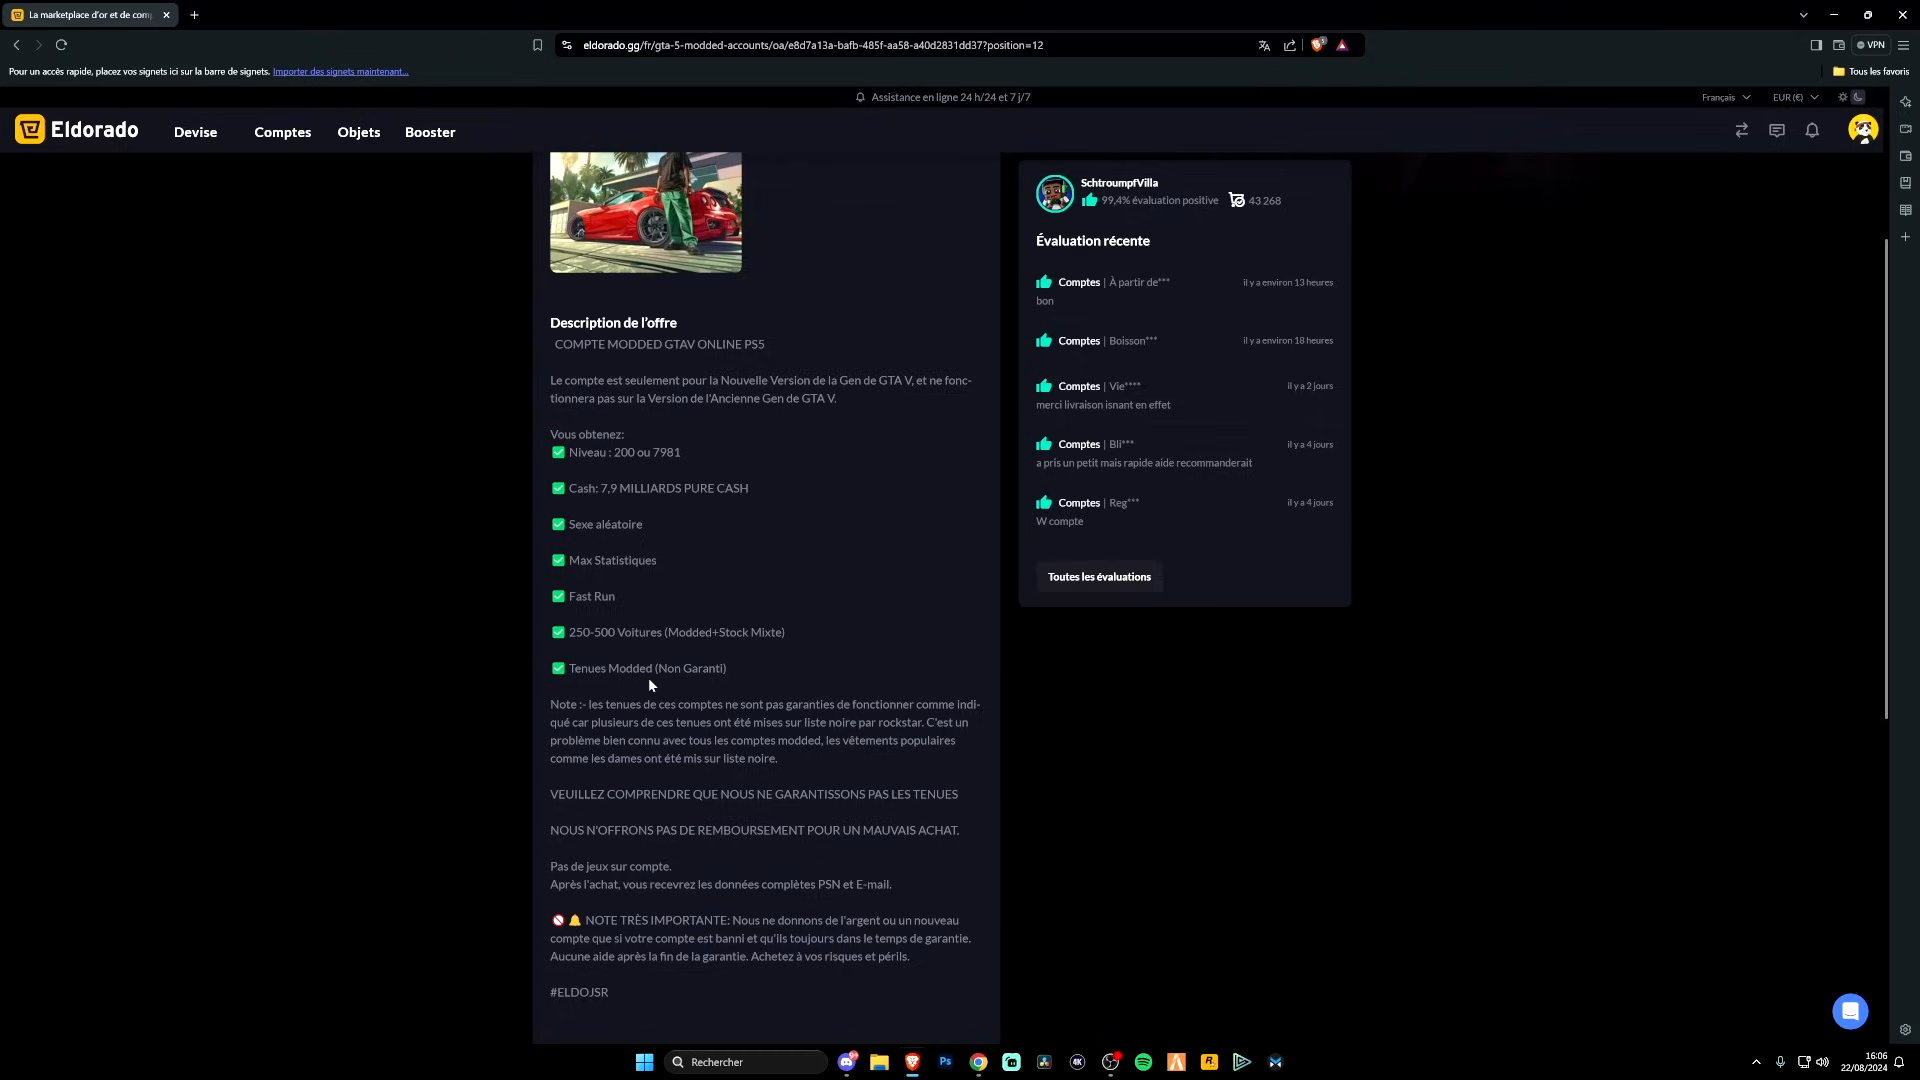 La marketplace d'or et de com
eldorado.gg/fr/gta-5-modded-accounts/oa/e8d7a13a-bafb-485f-aa58-a40d2831dd37?position=12
VPN
Pour un accès rapide, placez vos signets ici sur la barre de signets. Importer des signets maintenant...
Tous les favoris
Assistance en ligne 24 h/24 et 7 j/7
Français
EUR (€)
Eldorado
Devise
Comptes
Objets
Booster
Description de l'offre
COMPTE MODDED GTAV ONLINE PS5
Le compte est seulement pour la Nouvelle Version de la Gen de GTA V, et ne fonc-
tionnera pas sur la Version de l'Ancienne Gen de GTA V.
Vous obtenez:
✅ Niveau : 200 ou 7981
✅ Cash: 7,9 MILLIARDS PURE CASH
✅ Sexe aléatoire
✅ Max Statistiques
✅ Fast Run
✅ 250-500 Voitures (Modded+Stock Mixte)
✅ Tenues Modded (Non Garanti)
Note :- les tenues de ces comptes ne sont pas garanties de fonctionner comme indi-
qué car plusieurs de ces tenues ont été mises sur liste noire par rockstar. C'est un
problème bien connu avec tous les comptes modded, les vêtements populaires
comme les dames ont été mis sur liste noire.
VEUILLEZ COMPRENDRE QUE NOUS NE GARANTISSONS PAS LES TENUES
NOUS N'OFFRONS PAS DE REMBOURSEMENT POUR UN MAUVAIS ACHAT.
Pas de jeux sur compte.
Après l'achat, vous recevrez les données complètes PSN et E-mail.
🚫🔔 NOTE TRÈS IMPORTANTE: Nous ne donnons de l'argent ou un nouveau
compte que si votre compte est banni et qu'ils toujours dans le temps de garantie.
Aucune aide après la fin de la garantie. Achetez à vos risques et périls.
#ELDOJSR
SchtroumpfVilla
99,4% évaluation positive
43 268
Évaluation récente
Comptes | À partir de*** il y a environ 13 heures
bon
Comptes | Boisson*** il y a environ 18 heures
Comptes | Vie**** il y a 2 jours
merci livraison isnant en effet
Comptes | Bli*** il y a 4 jours
a pris un petit mais rapide aide recommanderait
Comptes | Reg*** il y a 4 jours
W compte
Toutes les évaluations
Rechercher
Ps
4K
16:06
22/08/2024